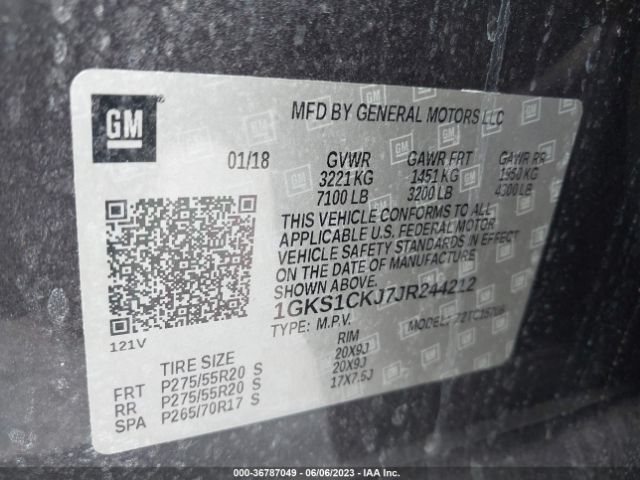 GM
MFD BY GENERAL MOTORS LLC
01/18 GVWR GAWR FRT GAWR RR
3221 KG 1451 KG KG
7100 LB 3200 LB LB
THIS VEHICLE CONFORMS TO ALL
APPLICABLE U.S. FEDERAL MOTOR
VEHICLE SAFETY STANDARDS IN EFFECT
ON THE DATE OF MANUFACTURE
SHOWN ABOVE.
1GKS1CKJ7JR244212
TYPE: M.P.V. MODEL:
121V
TIRE SIZE RIM
FRT P275/55R20 S 20X9J
RR P275/55R20 S 20X9J
SPA P265/70R17 S 17X7.5J
000-36787049 - 06/06/2023 - IAA Inc.